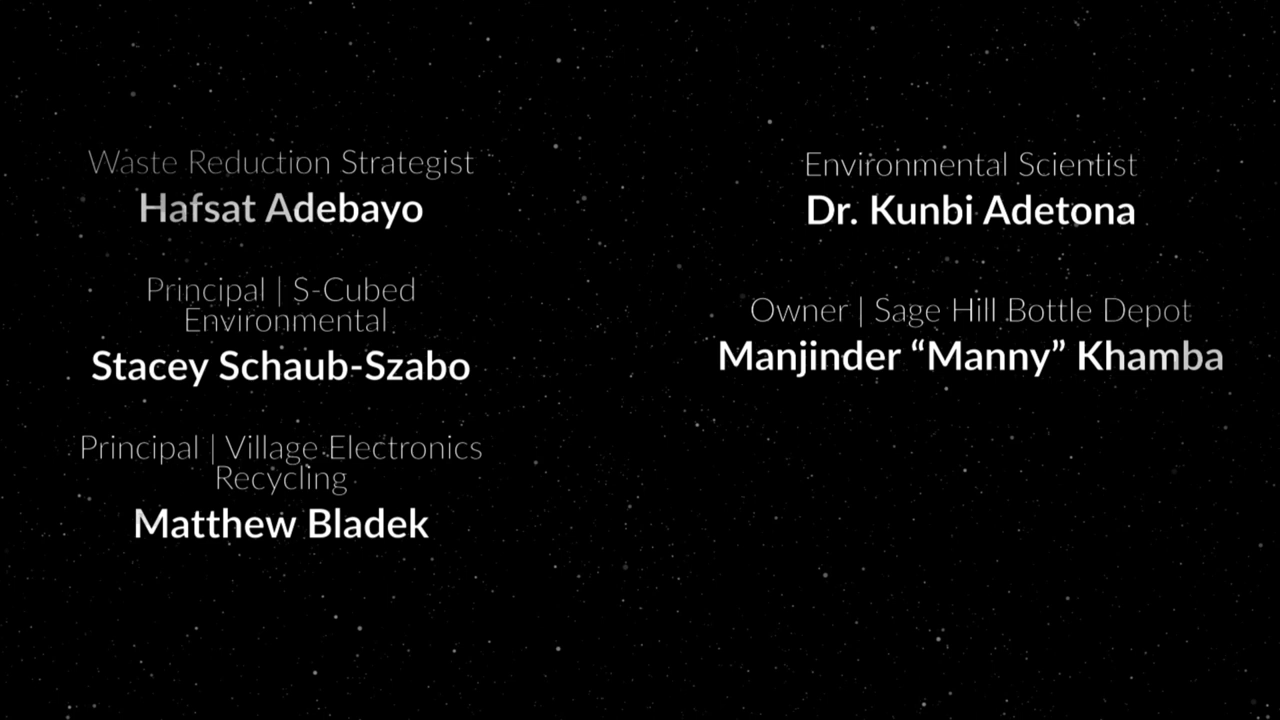 Waste Reduction Strategist
Hafsat Adebayo
Principal | S-Cubed
Environmental
Stacey Schaub-Szabo
Principal | Village Electronics
Recycling
Matthew Bladek
Environmental Scientist
Dr. Kunbi Adetona
Owner | Sage Hill Bottle Depot
Manjinder “Manny” Khamba